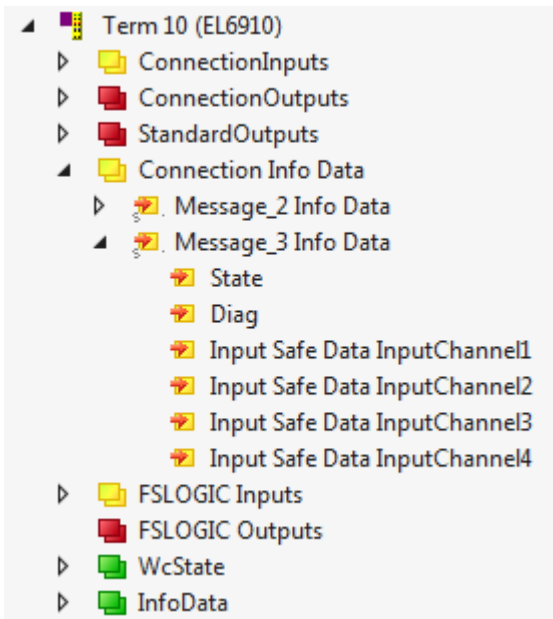 Term 10 (EL6910)
ConnectionInputs
ConnectionOutputs
StandardOutputs
Connection Info Data
Message_2 Info Data
Message_3 Info Data
State
Diag
Input Safe Data InputChannel1
Input Safe Data InputChannel2
Input Safe Data InputChannel3
Input Safe Data InputChannel4
FSLOGIC Inputs
FSLOGIC Outputs
WcState
InfoData